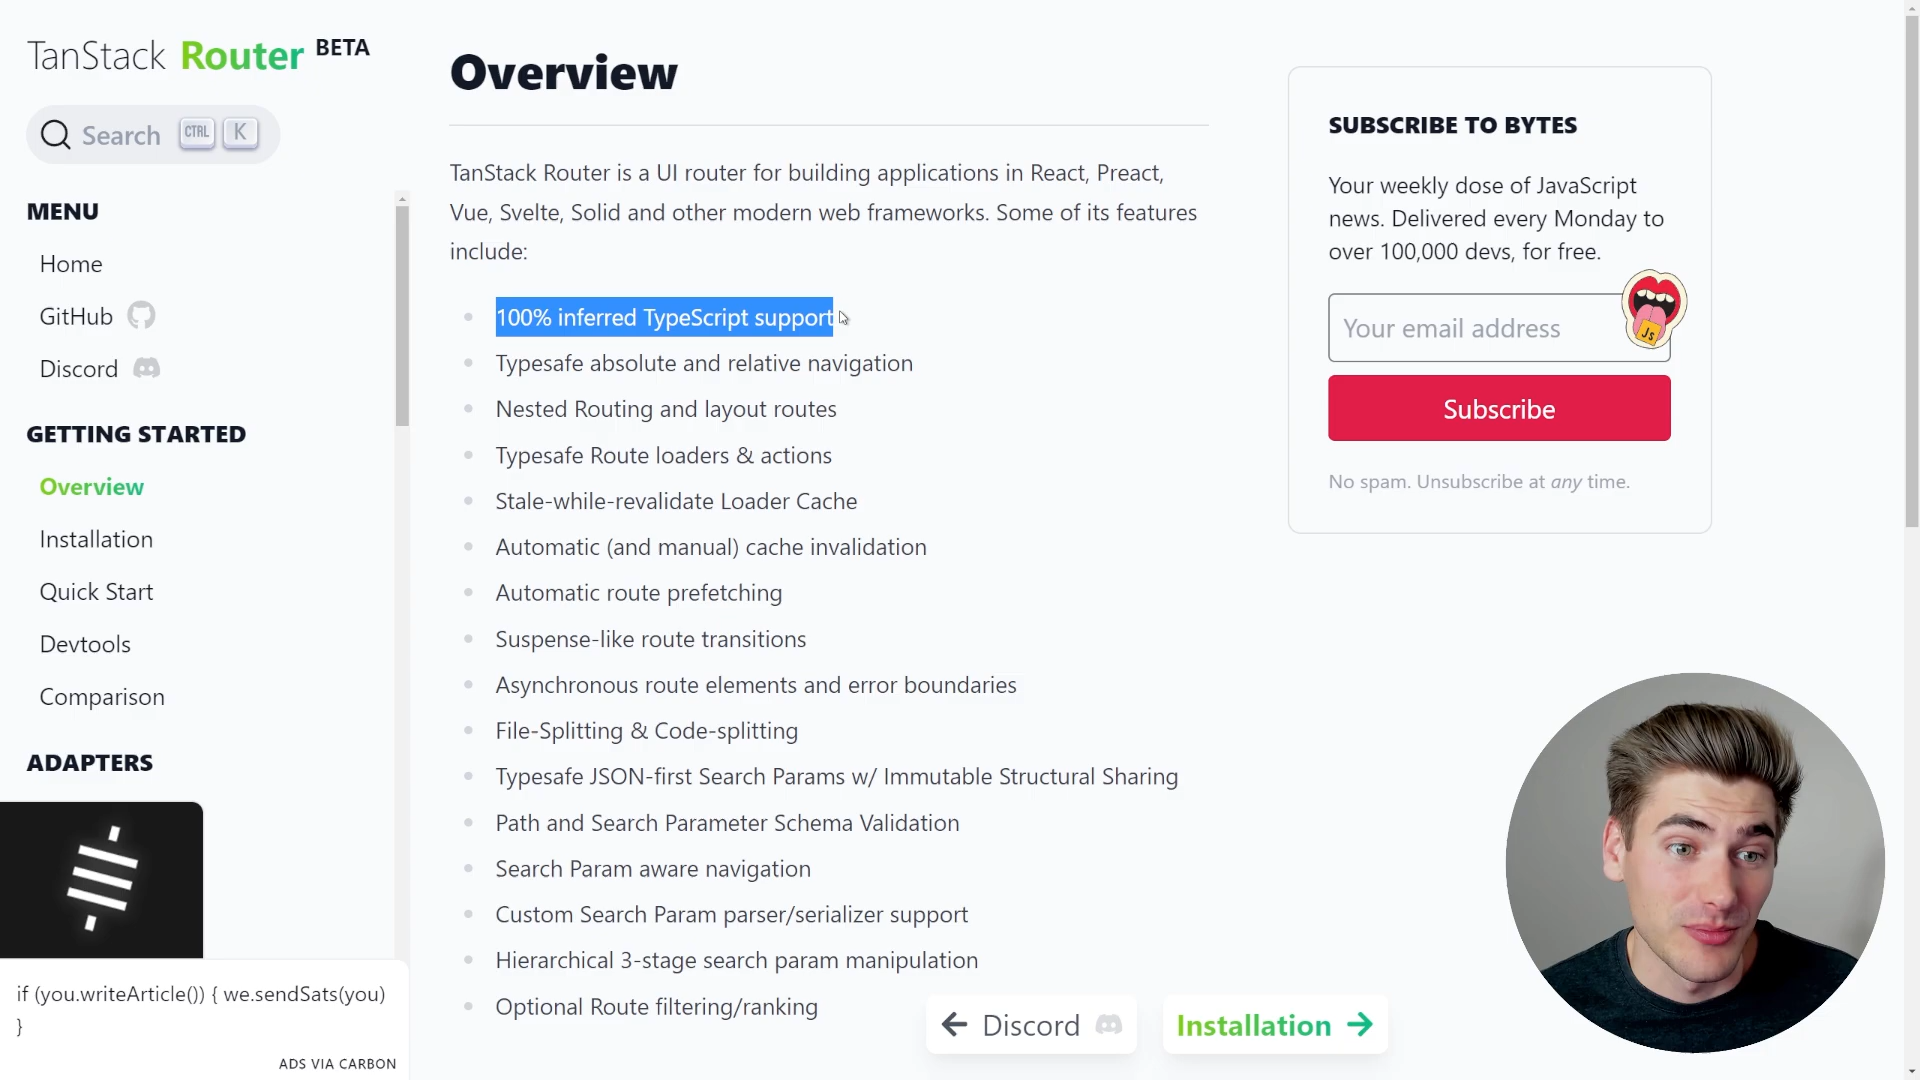 TanStack Router BETA
Search CTRL K
MENU
Home
GitHub
Discord
GETTING STARTED
Overview
Installation
Quick Start
Devtools
Comparison
ADAPTERS
if (you.writeArticle()) { we.sendSats(you)
}
ADS VIA CARBON
Overview
TanStack Router is a UI router for building applications in React, Preact,
Vue, Svelte, Solid and other modern web frameworks. Some of its features
include:
100% inferred TypeScript support
Typesafe absolute and relative navigation
Nested Routing and layout routes
Typesafe Route loaders & actions
Stale-while-revalidate Loader Cache
Automatic (and manual) cache invalidation
Automatic route prefetching
Suspense-like route transitions
Asynchronous route elements and error boundaries
File-Splitting & Code-splitting
Typesafe JSON-first Search Params w/ Immutable Structural Sharing
Path and Search Parameter Schema Validation
Search Param aware navigation
Custom Search Param parser/serializer support
Hierarchical 3-stage search param manipulation
Optional Route filtering/ranking
← Discord
Installation →
SUBSCRIBE TO BYTES
Your weekly dose of JavaScript
news. Delivered every Monday to
over 100,000 devs, for free.
Your email address
JS
Subscribe
No spam. Unsubscribe at any time.